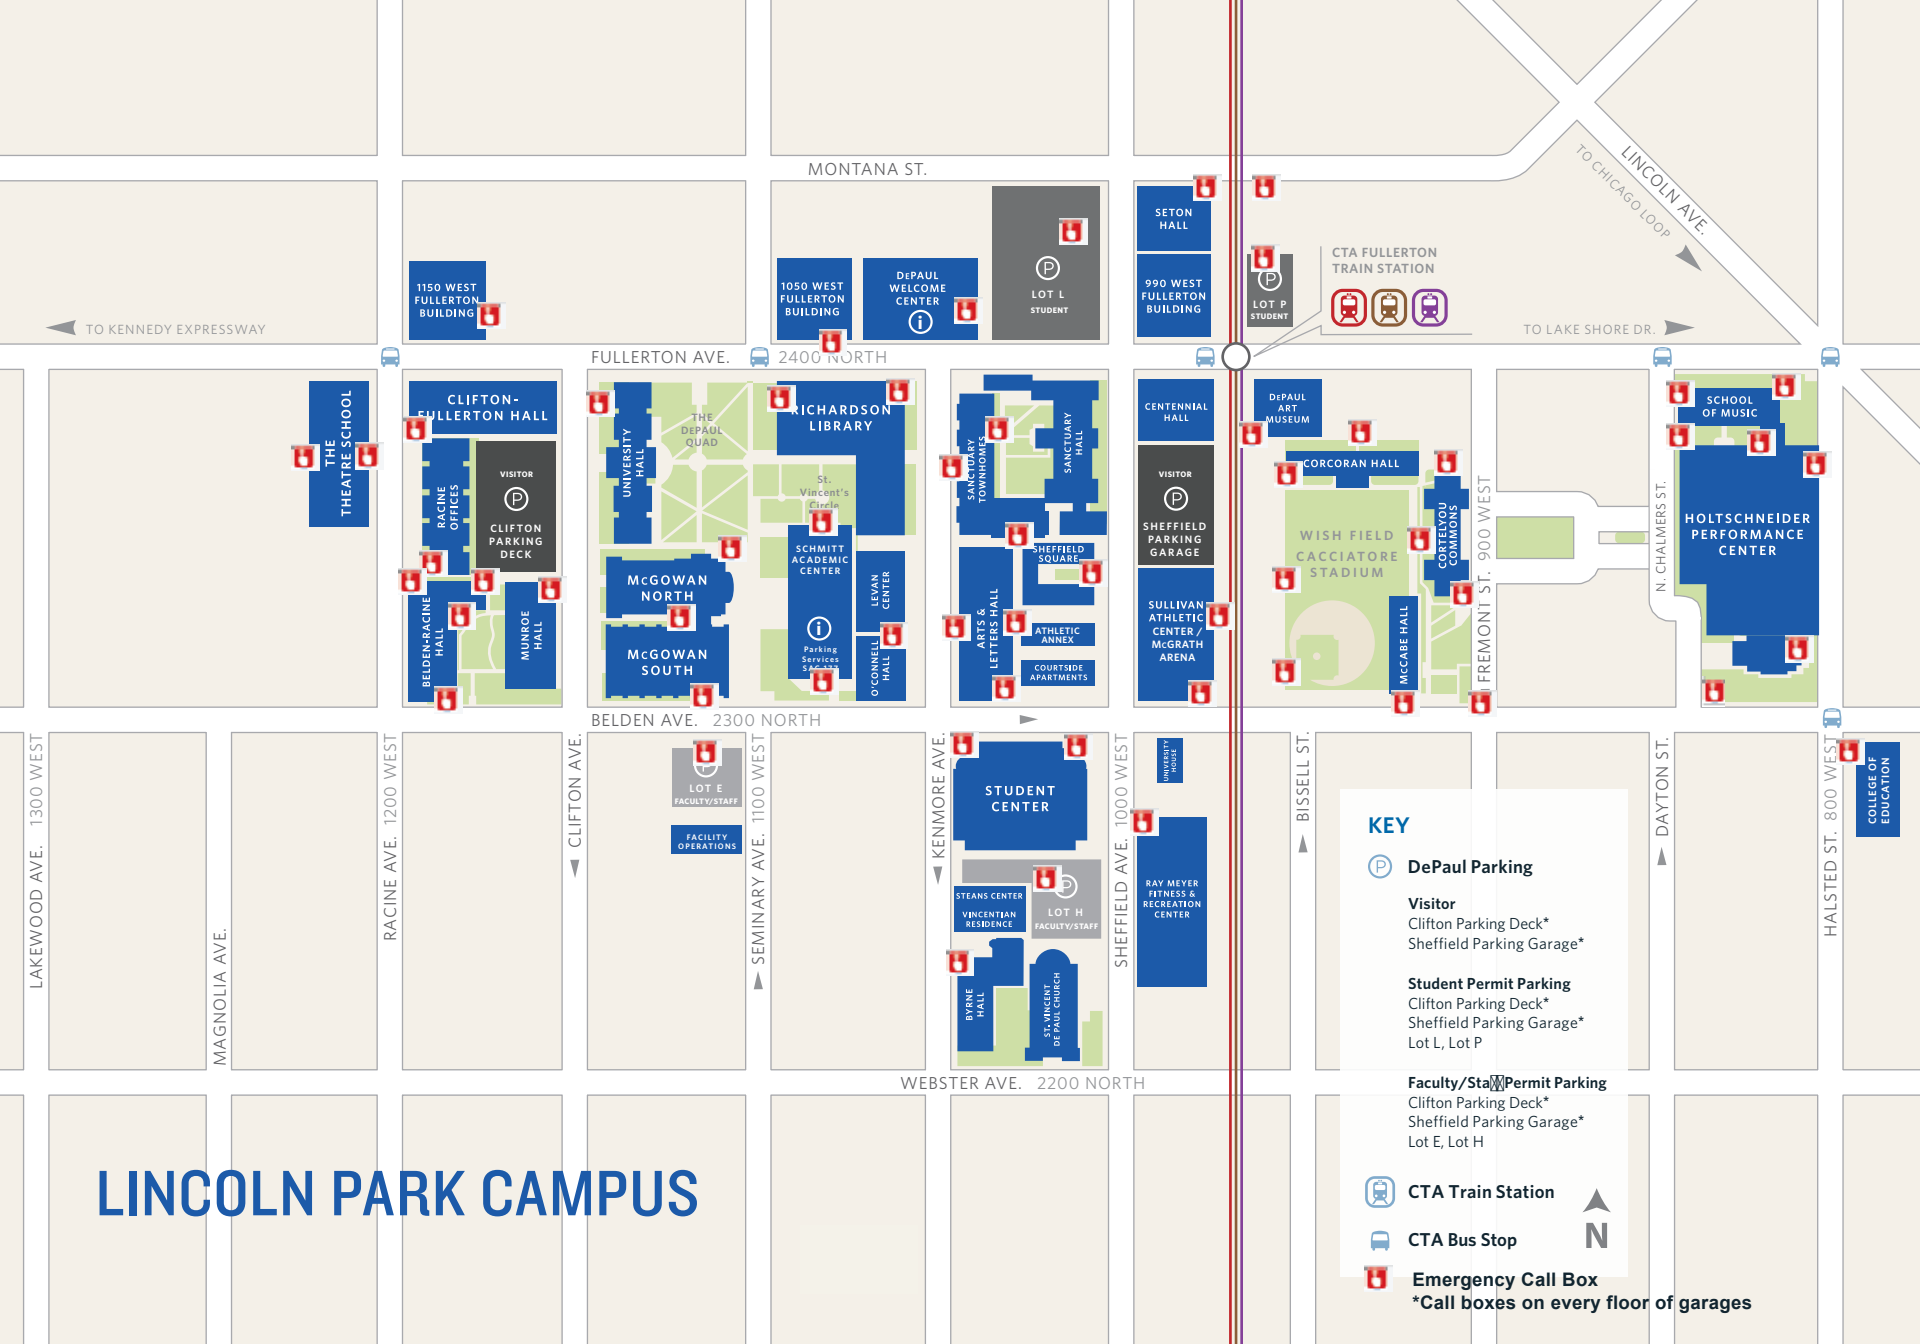 MONTANA ST.
LINCOLN AVE.
TO CHICAGO LOOP
SETON
HALL
CTA FULLERTON
TRAIN STATION
1150 WEST
FULLERTON
BUILDING
1050 WEST
FULLERTON
BUILDING
DEPAUL
WELCOME
CENTER
P
LOT L
STUDENT
990 WEST
FULLERTON
BUILDING
P
LOT P
STUDENT
TO KENNEDY EXPRESSWAY
TO LAKE SHORE DR.
FULLERTON AVE. 2400 NORTH
THE
THEATRE SCHOOL
CLIFTON-
FULLERTON HALL
RACINE
OFFICES
VISITOR
P
CLIFTON
PARKING
DECK
BELDEN-RACINE
HALL
MUNROE
HALL
UNIVERSITY
HALL
THE
DEPAUL
QUAD
RICHARDSON
LIBRARY
St.
Vincent's
Circle
SCHMITT
ACADEMIC
CENTER
Parking
Services
SAC 177
McGOWAN
NORTH
McGOWAN
SOUTH
LEVAN
CENTER
O'CONNELL
HALL
SANCTUARY
TOWNHOMES
SANCTUARY
HALL
SHEFFIELD
SQUARE
ARTS &
LETTERS HALL
ATHLETIC
ANNEX
COURTSIDE
APARTMENTS
CENTENNIAL
HALL
VISITOR
P
SHEFFIELD
PARKING
GARAGE
SULLIVAN
ATHLETIC
CENTER /
McGRATH
ARENA
DEPAUL
ART
MUSEUM
CORCORAN HALL
WISH FIELD
CACCIATORE
STADIUM
CORTELYOU
COMMONS
McCABE HALL
FREMONT ST. 900 WEST
N. CHALMERS ST.
SCHOOL
OF MUSIC
HOLTSCHNEIDER
PERFORMANCE
CENTER
BELDEN AVE. 2300 NORTH
LAKEWOOD AVE. 1300 WEST
MAGNOLIA AVE.
RACINE AVE. 1200 WEST
CLIFTON AVE.
P
LOT E
FACULTY/STAFF
FACILITY
OPERATIONS
SEMINARY AVE. 1100 WEST
KENMORE AVE.
STUDENT
CENTER
STEANS CENTER
VINCENTIAN
RESIDENCE
P
LOT H
FACULTY/STAFF
BYRNE
HALL
ST. VINCENT
DE PAUL CHURCH
SHEFFIELD AVE. 1000 WEST
UNIVERSITY
HOUSE
RAY MEYER
FITNESS &
RECREATION
CENTER
BISSELL ST.
DAYTON ST.
HALSTED ST. 800 WEST
COLLEGE OF
EDUCATION
WEBSTER AVE. 2200 NORTH
LINCOLN PARK CAMPUS
KEY
P DePaul Parking
Visitor
Clifton Parking Deck*
Sheffield Parking Garage*
Student Permit Parking
Clifton Parking Deck*
Sheffield Parking Garage*
Lot L, Lot P
Faculty/Sta Permit Parking
Clifton Parking Deck*
Sheffield Parking Garage*
Lot E, Lot H
CTA Train Station
CTA Bus Stop
N
Emergency Call Box
*Call boxes on every floor of garages